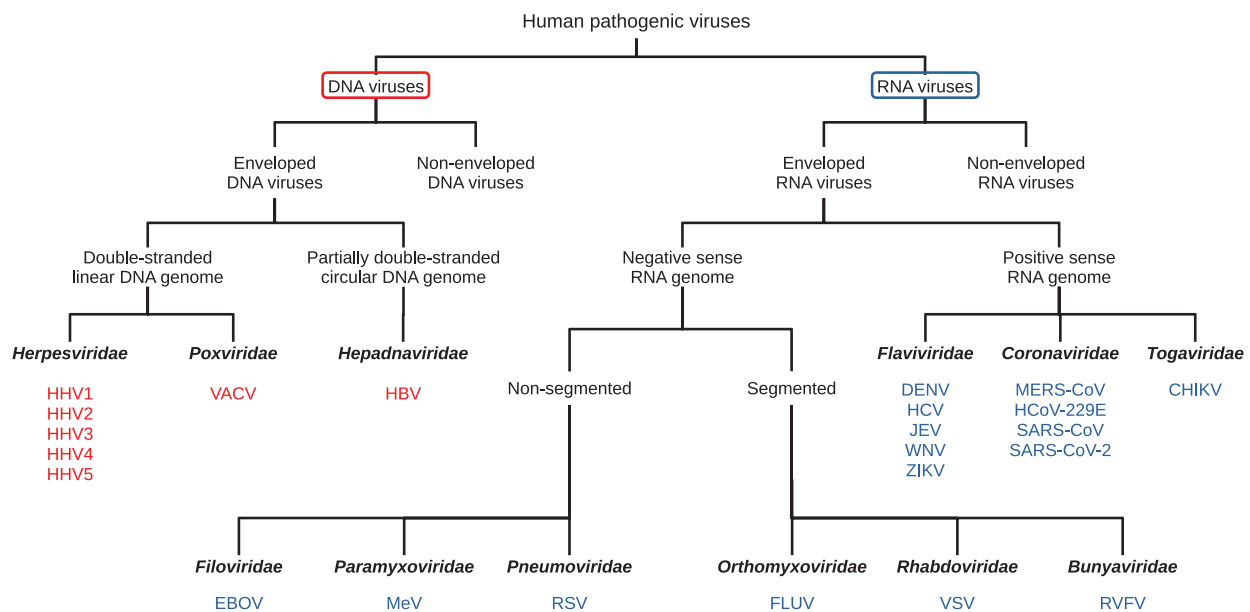 Human pathogenic viruses
DNA viruses
RNA viruses
Enveloped
DNA viruses
Non-enveloped
DNA viruses
Enveloped
RNA viruses
Non-enveloped
RNA viruses
Double-stranded
linear DNA genome
Partially double-stranded
circular DNA genome
Negative sense
RNA genome
Positive sense
RNA genome
Herpesviridae
HHV1
HHV2
HHV3
HHV4
HHV5
Poxviridae
VACV
Hepadnaviridae
HBV
Non-segmented
Segmented
Flaviviridae
DENV
HCV
JEV
WNV
ZIKV
Coronaviridae
MERS-CoV
HCoV-229E
SARS-CoV
SARS-CoV-2
Togaviridae
CHIKV
Filoviridae
EBOV
Paramyxoviridae
MeV
Pneumoviridae
RSV
Orthomyxoviridae
FLUV
Rhabdoviridae
VSV
Bunyaviridae
RVFV